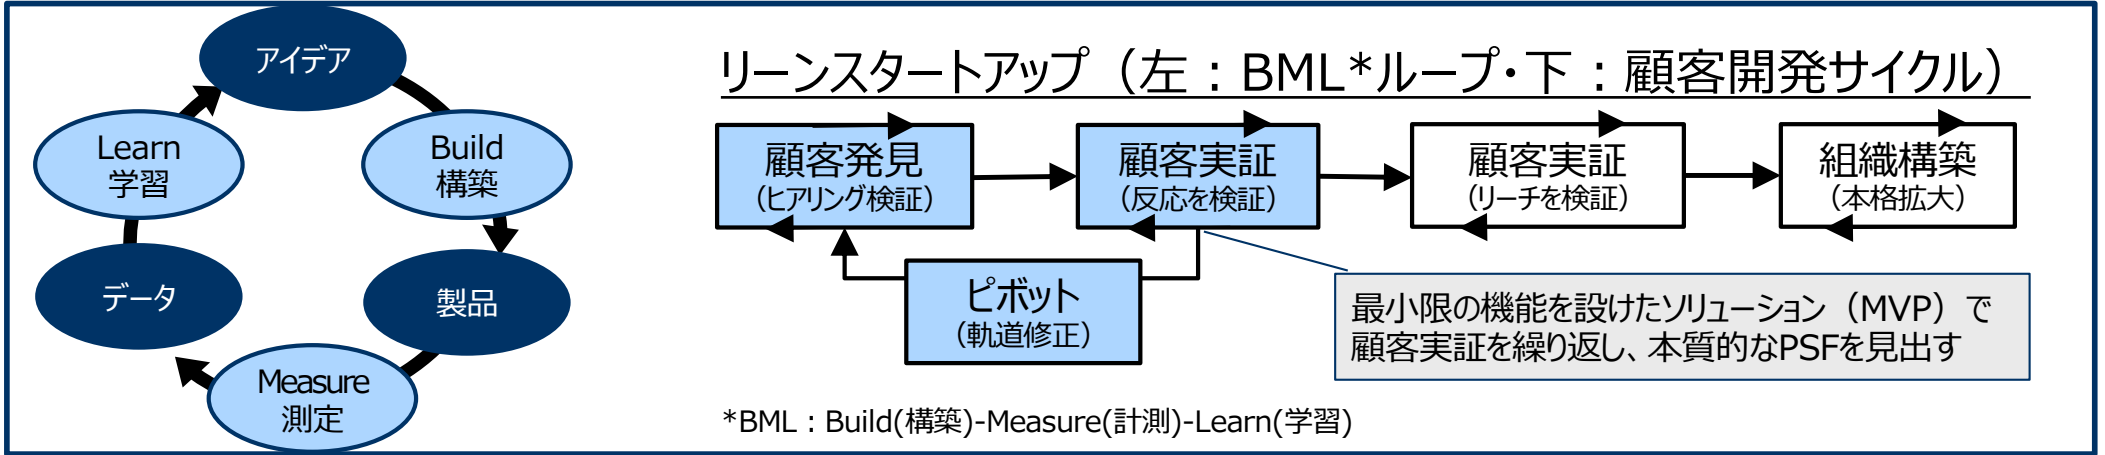 アイデア
Build
構築
製品
Measure
測定
データ
Learn
学習
リーンスタートアップ（左：BML*ループ・下：顧客開発サイクル）
顧客発見
（ヒアリング検証）
顧客実証
（反応を検証）
顧客実証
（リーチを検証）
組織構築
（本格拡大）
ピボット
（軌道修正）
最小限の機能を設けたソリューション（MVP）で
顧客実証を繰り返し、本質的なPSFを見出す
*BML：Build(構築)-Measure(計測)-Learn(学習)